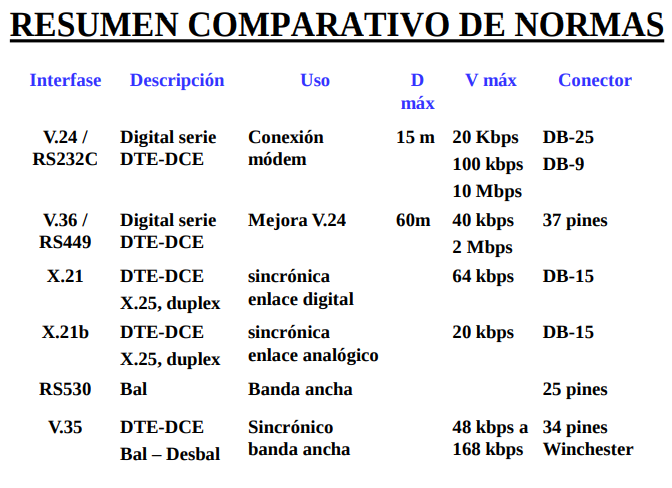 RESUMEN COMPARATIVO DE NORMAS
Interfase Descripción Uso D máx V máx Conector
V.24 / Digital serie Conexión 15 m 20 Kbps DB-25
RS232C DTE-DCE módem 100 kbps DB-9
10 Mbps
V.36 / Digital serie Mejora V.24 60m 40 kbps 37 pines
RS449 DTE-DCE 2 Mbps
X.21 DTE-DCE sincrónica 64 kbps DB-15
X.25, duplex enlace digital
X.21b DTE-DCE sincrónica 20 kbps DB-15
X.25, duplex enlace analógico
RS530 Bal Banda ancha 25 pines
V.35 DTE-DCE Sincrónico 48 kbps a 34 pines
Bal – Desbal banda ancha 168 kbps Winchester